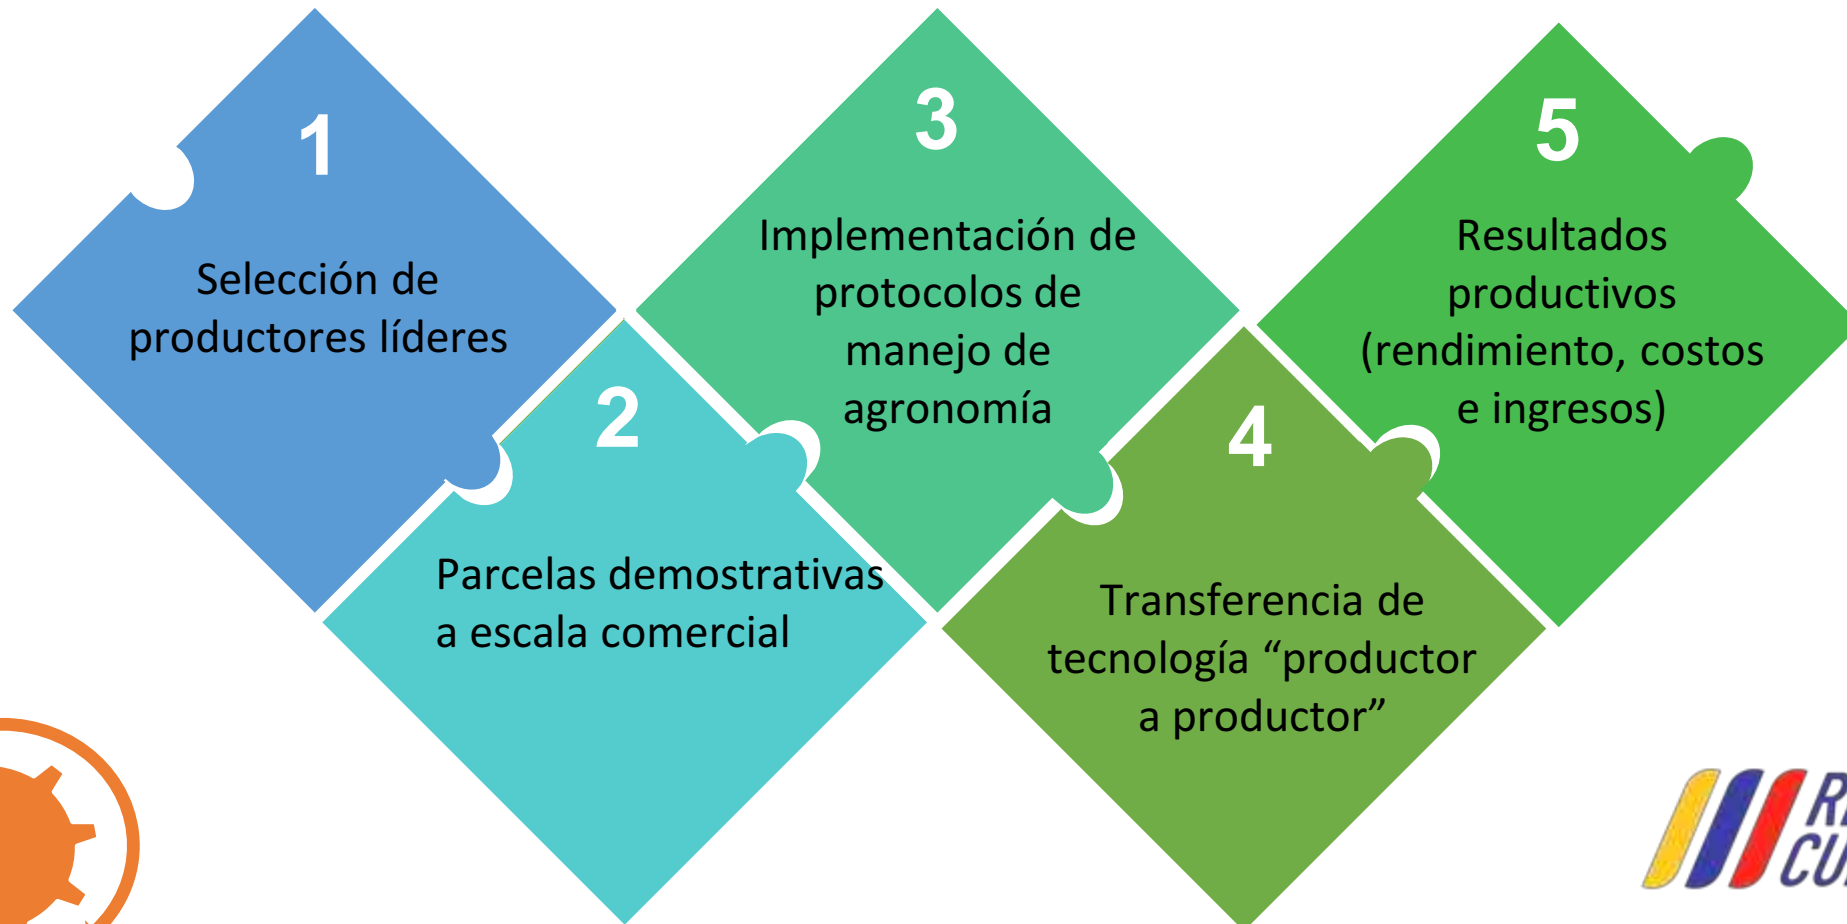 1
Selección de
productores líderes
2
Parcelas demostrativas
a escala comercial
3
Implementación de
protocolos de
manejo de
agronomía
4
Transferencia de
tecnología “productor
a productor”
5
Resultados
productivos
(rendimiento, costos
e ingresos)